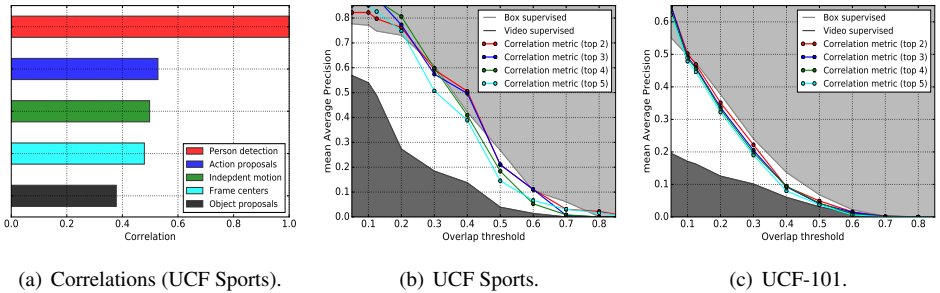 Person detection
Action proposals
Indepdent motion
Frame centers
Object proposals
0.0 0.2 0.4 0.6 0.8 1.0
Correlation
(a) Correlations (UCF Sports).
mean Average Precision
0.8
0.7
0.6
0.5
0.4
0.3
0.2
0.1
0.0
Box supervised
Video supervised
Correlation metric (top 2)
Correlation metric (top 3)
Correlation metric (top 4)
Correlation metric (top 5)
0.1 0.2 0.3 0.4 0.5 0.6 0.7 0.8
Overlap threshold
(b) UCF Sports.
mean Average Precision
0.6
0.5
0.4
0.3
0.2
0.1
0.0
Box supervised
Video supervised
Correlation metric (top 2)
Correlation metric (top 3)
Correlation metric (top 4)
Correlation metric (top 5)
0.1 0.2 0.3 0.4 0.5 0.6 0.7 0.8
Overlap threshold
(c) UCF-101.